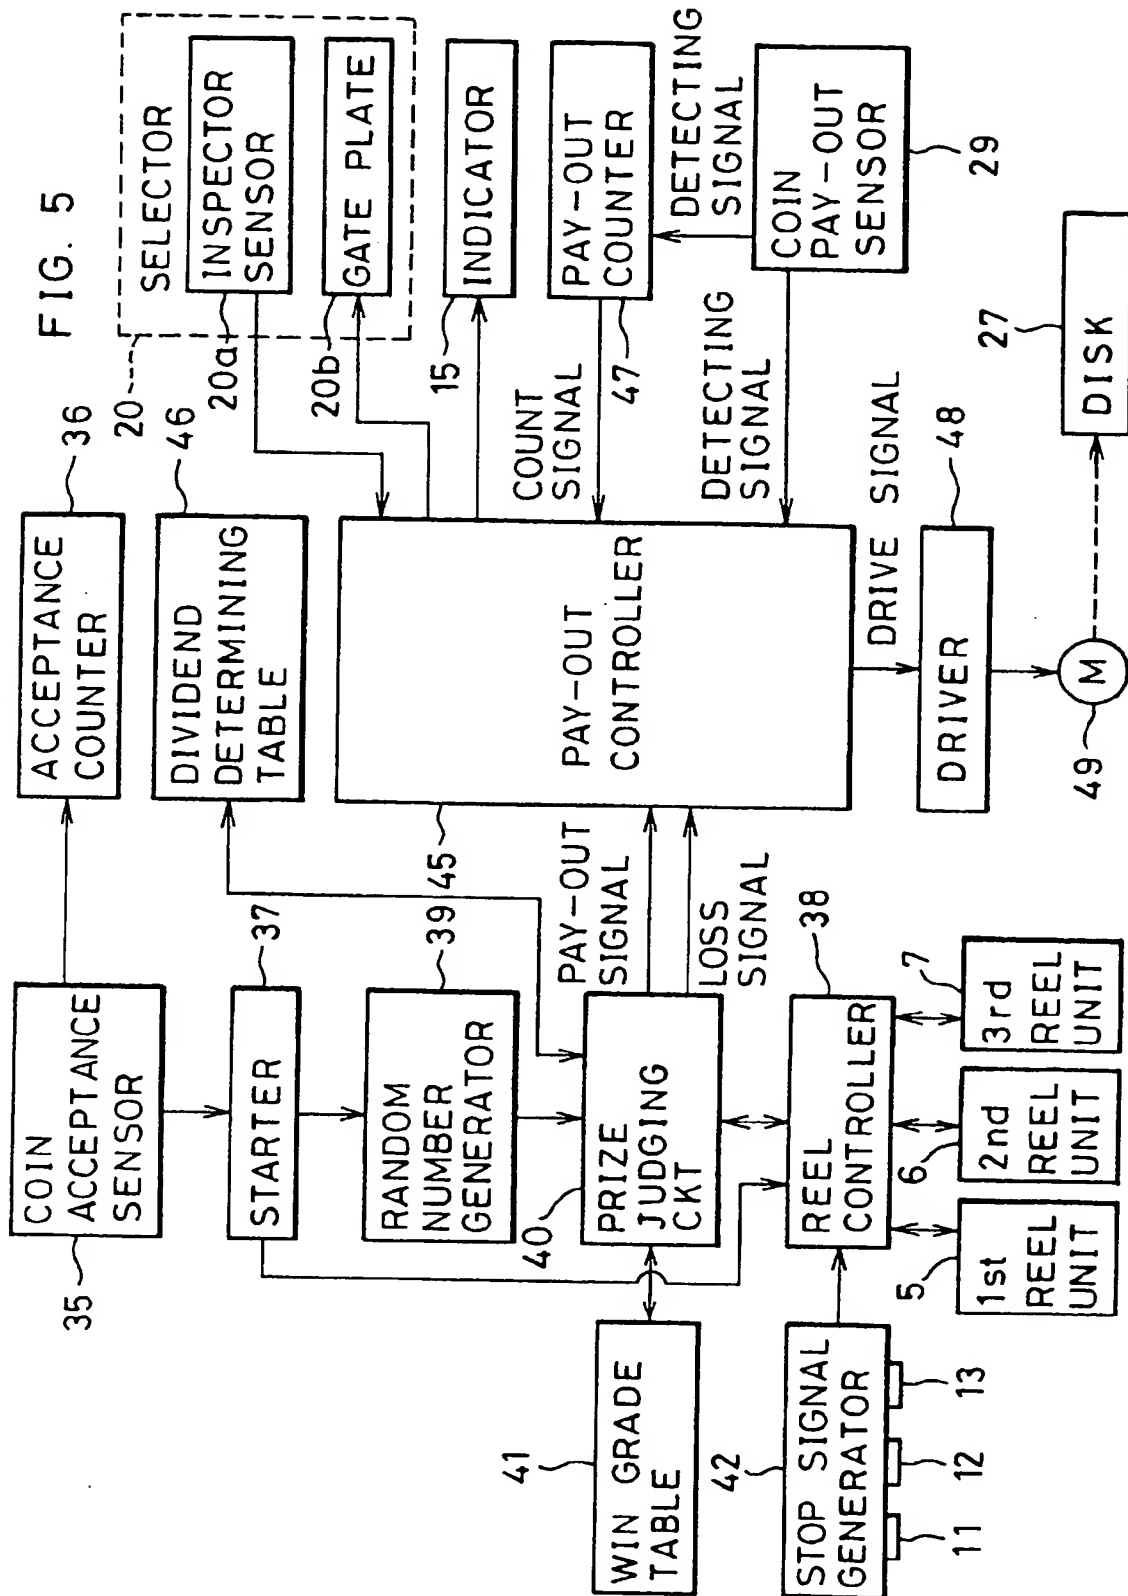 FIG. 5
35
COIN
ACCEPTANCE
SENSOR
ACCEPTANCE
COUNTER
36
37
STARTER
DIVIDEND
DETERMINING
TABLE
46
20
SELECTOR
INSPECTOR
SENSOR
20a
GATE PLATE
20b
39
RANDOM
NUMBER
GENERATOR
45
PAY-OUT
CONTROLLER
15
INDICATOR
40
PRIZE
JUDGING
CKT
PAY-OUT
SIGNAL
LOSS
SIGNAL
COUNT
SIGNAL
47
PAY-OUT
COUNTER
DETECTING
SIGNAL
DETECTING
SIGNAL
COIN
PAY-OUT
SENSOR
29
41
WIN GRADE
TABLE
42
STOP SIGNAL
GENERATOR
11
12
13
REEL
CONTROLLER
38
5
1st
REEL
UNIT
6
2nd
REEL
UNIT
7
3rd
REEL
UNIT
DRIVE SIGNAL
DRIVER
48
M
49
DISK
27